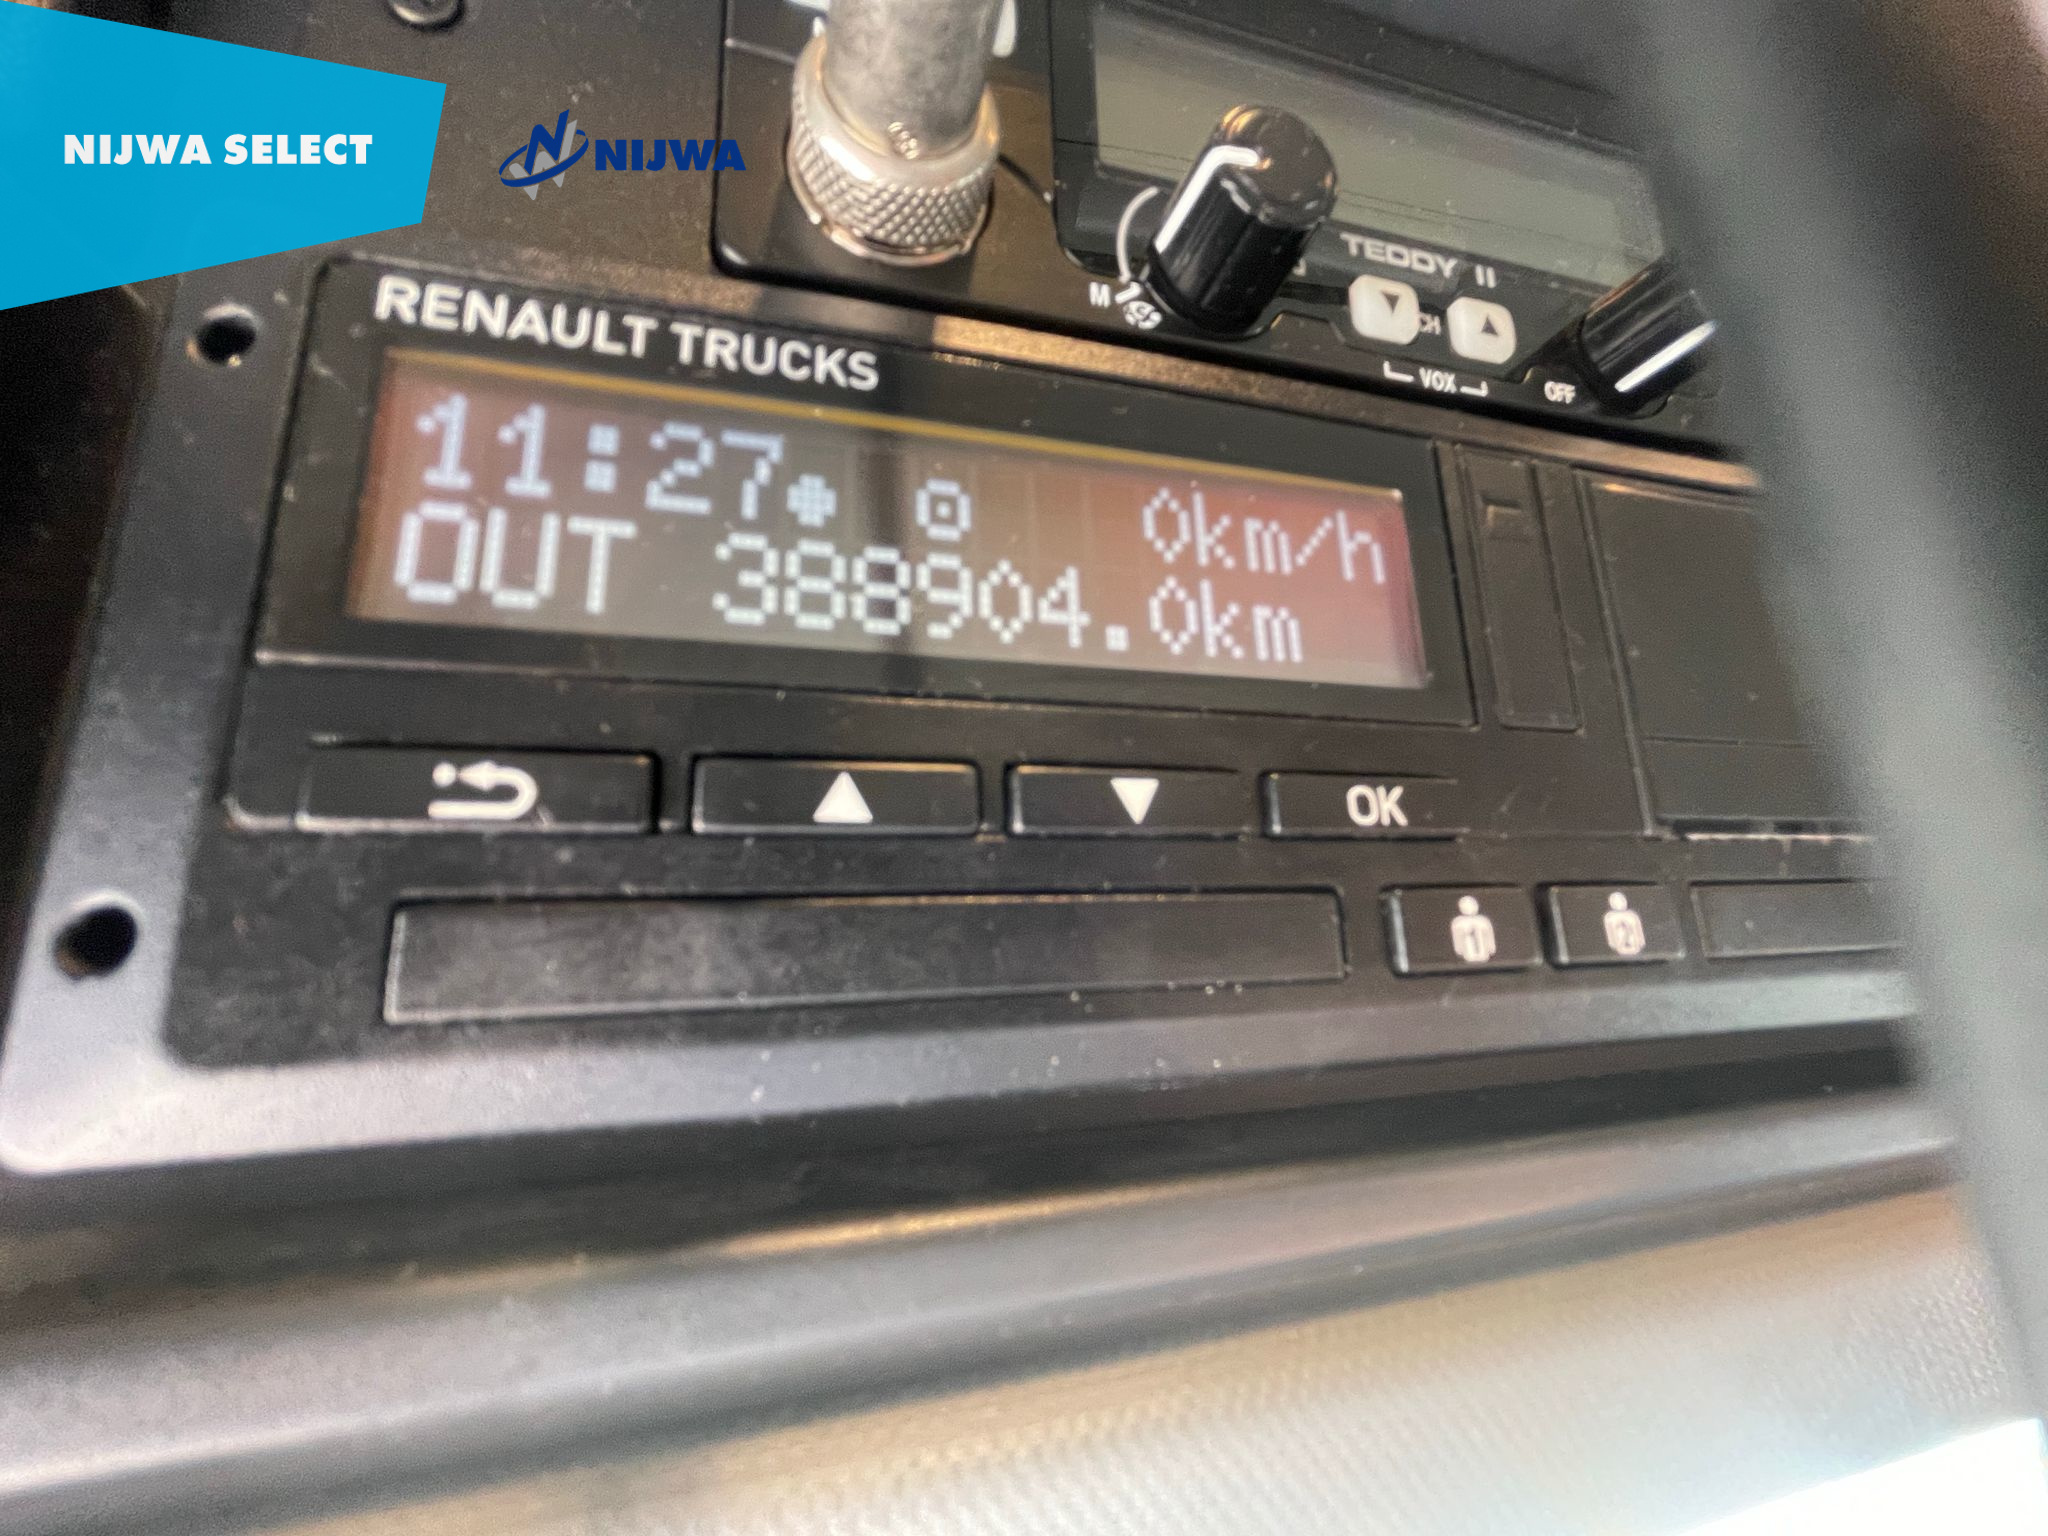 NIJWA SELECT
NIJWA
TEDDY II
M
CH
VOX
OFF
RENAULT TRUCKS
11:27 0km/h
OUT 388904.0km
OK
1
2